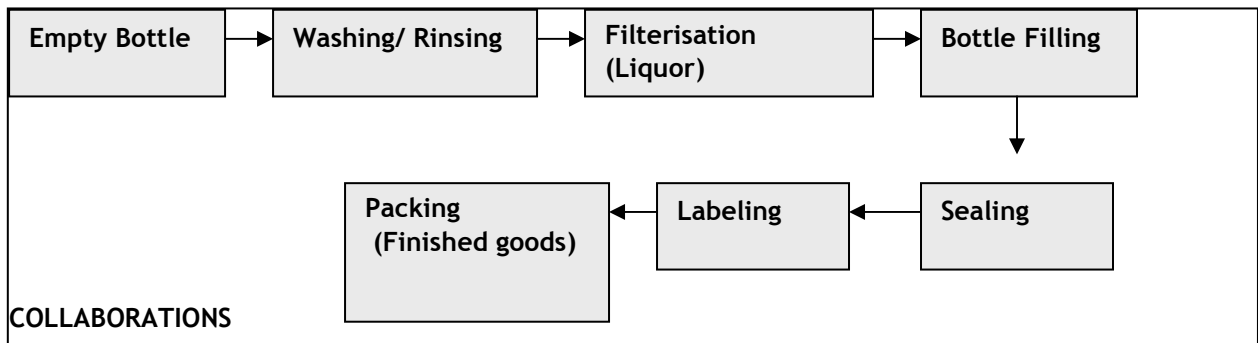 Empty Bottle
Washing/ Rinsing
Filterisation
(Liquor)
Bottle Filling
Sealing
Labeling
Packing
(Finished goods)
COLLABORATIONS